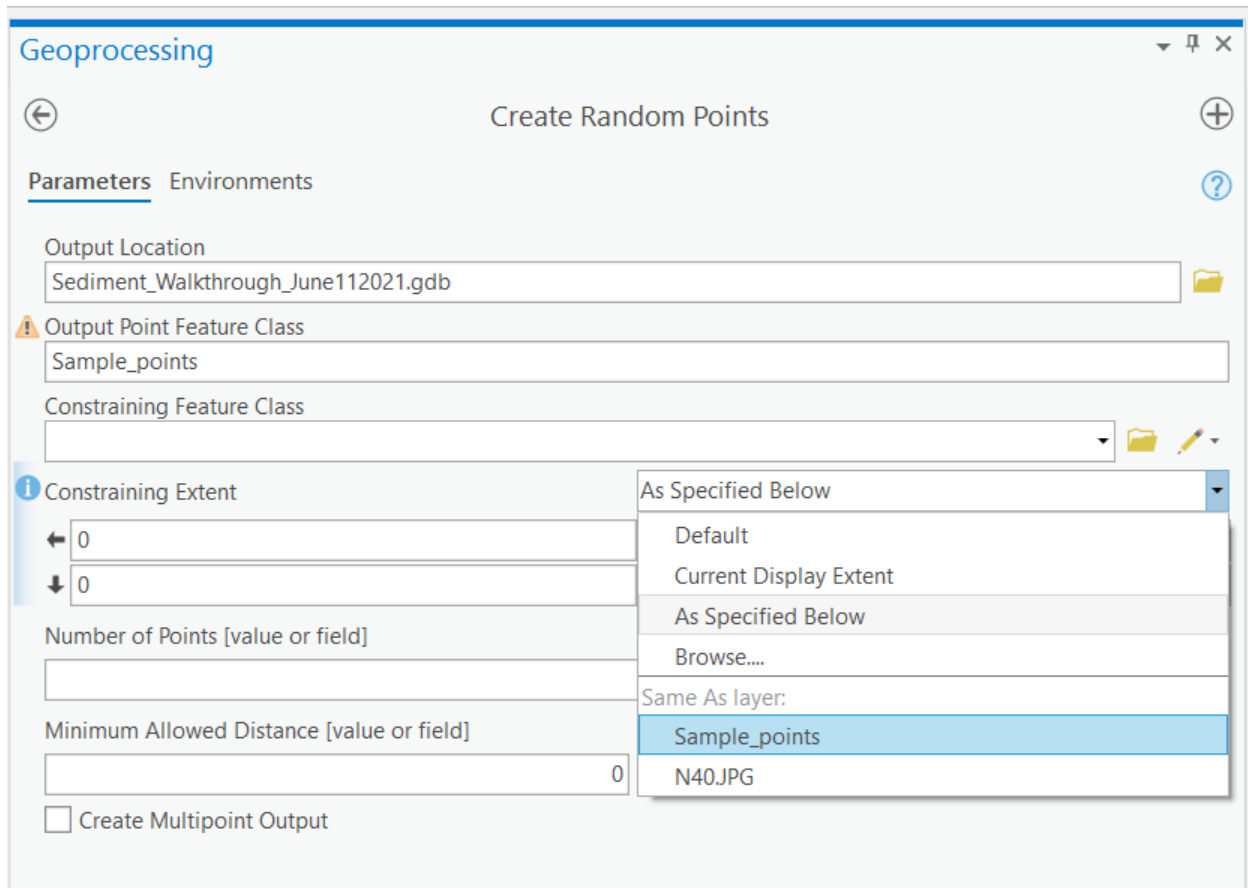 Geoprocessing
Create Random Points
Parameters Environments
Output Location
Sediment_Walkthrough_June112021.gdb
Output Point Feature Class
Sample_points
Constraining Feature Class
Constraining Extent
As Specified Below
0
Default
0
Current Display Extent
As Specified Below
Number of Points [value or field]
Browse....
Same As layer:
Minimum Allowed Distance [value or field]
Sample_points
0
N40.JPG
Create Multipoint Output